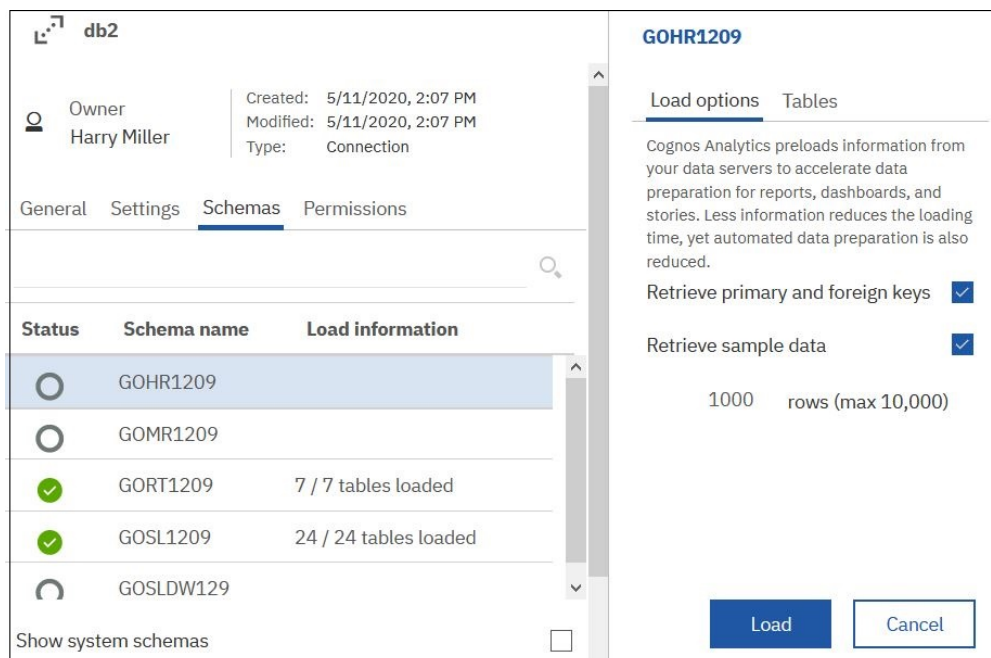 db2
Owner
Harry Miller
Created: 5/11/2020, 2:07 PM
Modified: 5/11/2020, 2:07 PM
Type: Connection
General Settings Schemas Permissions
Status Schema name Load information
GOHR1209
GOMR1209
GORT1209 7 / 7 tables loaded
GOSL1209 24 / 24 tables loaded
GOSLDW129
Show system schemas
GOHR1209
Load options Tables
Cognos Analytics preloads information from
your data servers to accelerate data
preparation for reports, dashboards, and
stories. Less information reduces the loading
time, yet automated data preparation is also
reduced.
Retrieve primary and foreign keys
Retrieve sample data
1000 rows (max 10,000)
Load Cancel